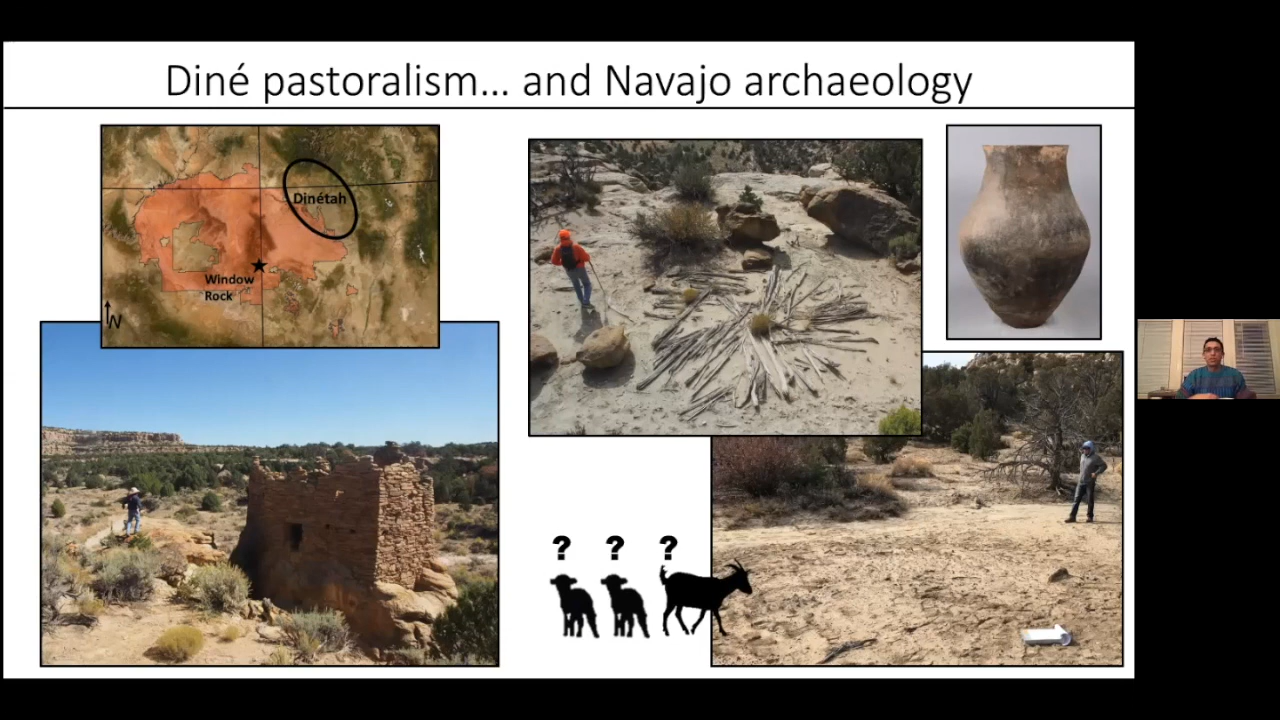 Diné pastoralism... and Navajo archaeology
Dinétah
Window
Rock
N
? ? ?